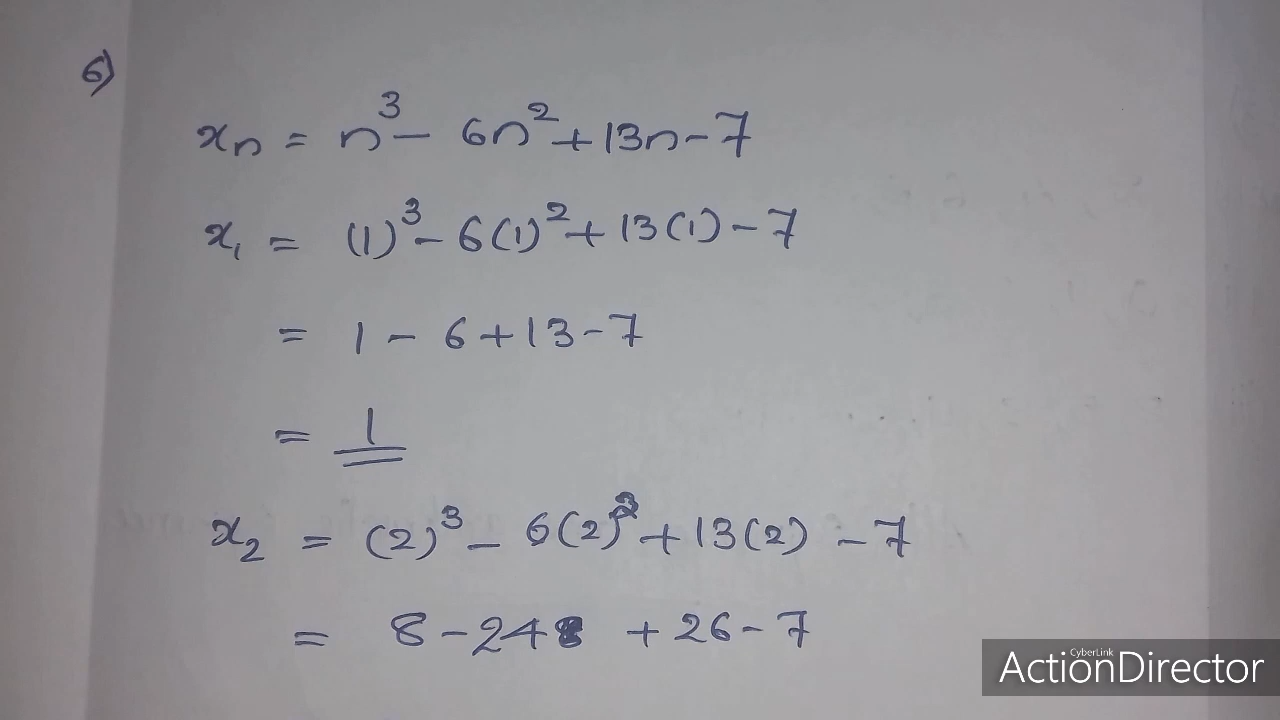 6)
xₙ = n³ - 6n² + 13n - 7
x₁ = (1)³ - 6(1)² + 13(1) - 7
= 1 - 6 + 13 - 7
= 1
x₂ = (2)³ - 6(2)² + 13(2) - 7
= 8 - 24 + 26 - 7
CyberLink
ActionDirector